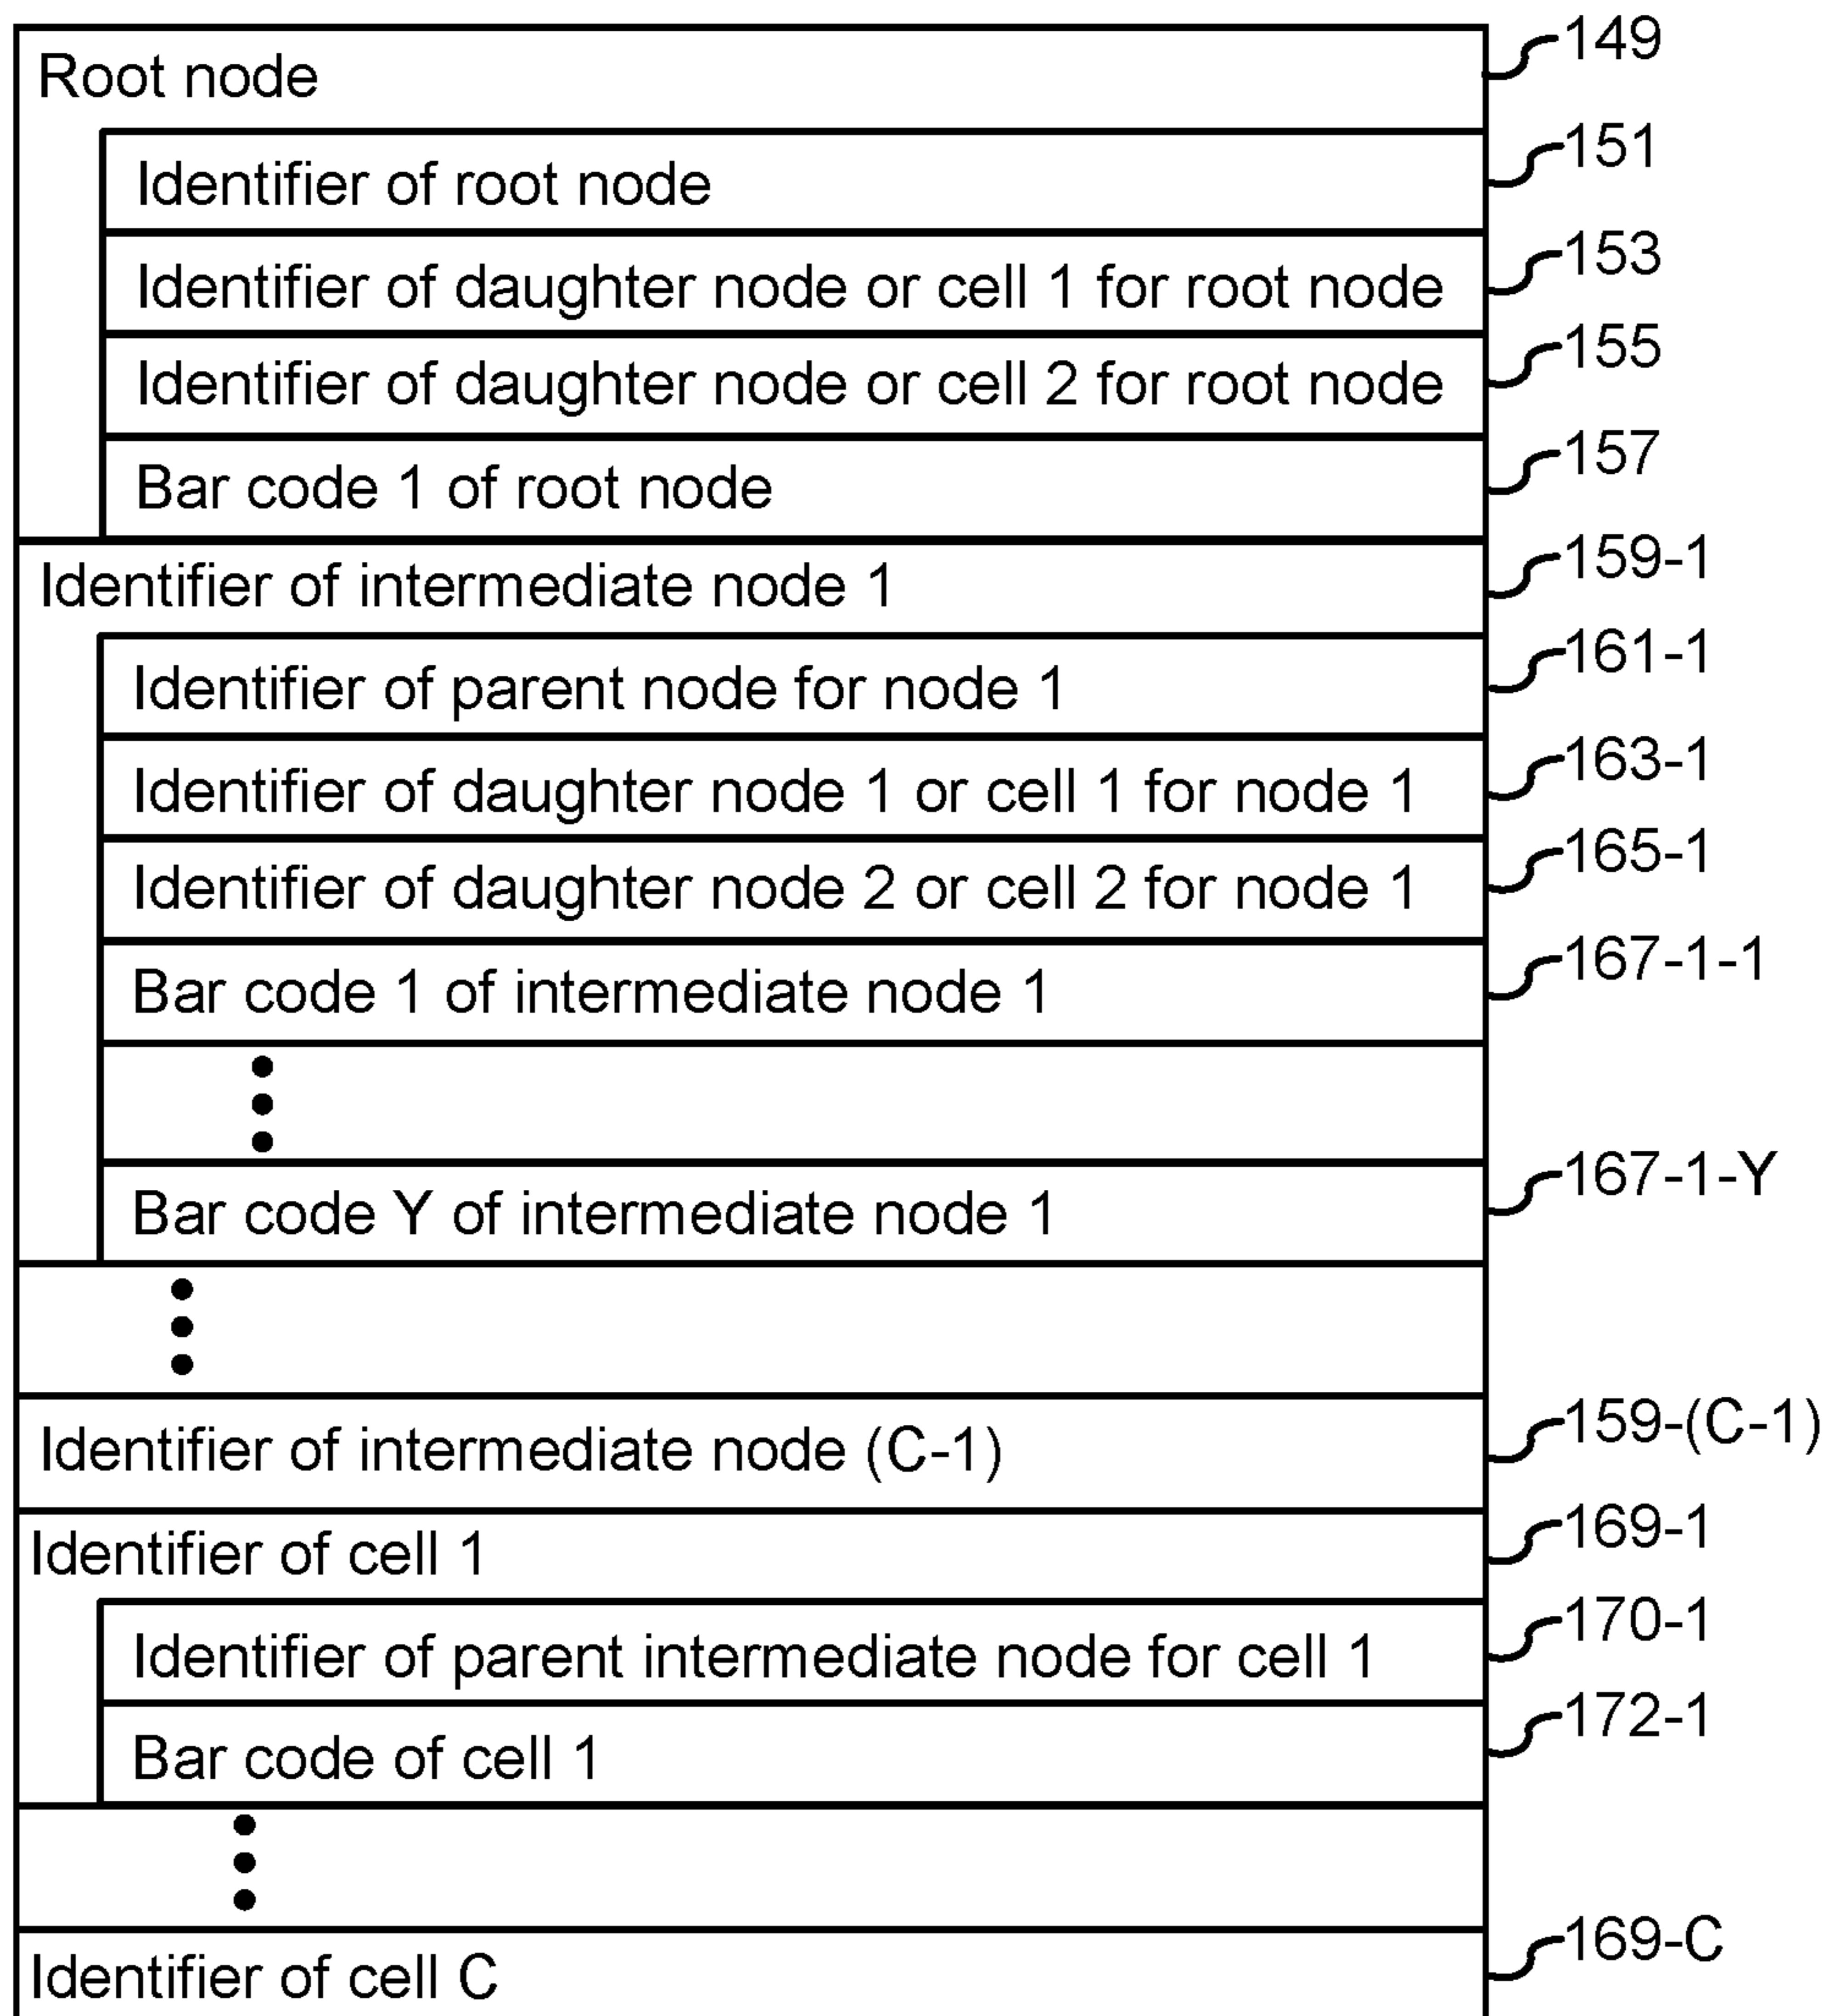 Root node 149
Identifier of root node 151
Identifier of daughter node or cell 1 for root node 153
Identifier of daughter node or cell 2 for root node 155
Bar code 1 of root node 157
Identifier of intermediate node 1 159-1
Identifier of parent node for node 1 161-1
Identifier of daughter node 1 or cell 1 for node 1 163-1
Identifier of daughter node 2 or cell 2 for node 1 165-1
Bar code 1 of intermediate node 1 167-1-1
Bar code Y of intermediate node 1 167-1-Y
Identifier of intermediate node (C-1) 159-(C-1)
Identifier of cell 1 169-1
Identifier of parent intermediate node for cell 1 170-1
Bar code of cell 1 172-1
Identifier of cell C 169-C